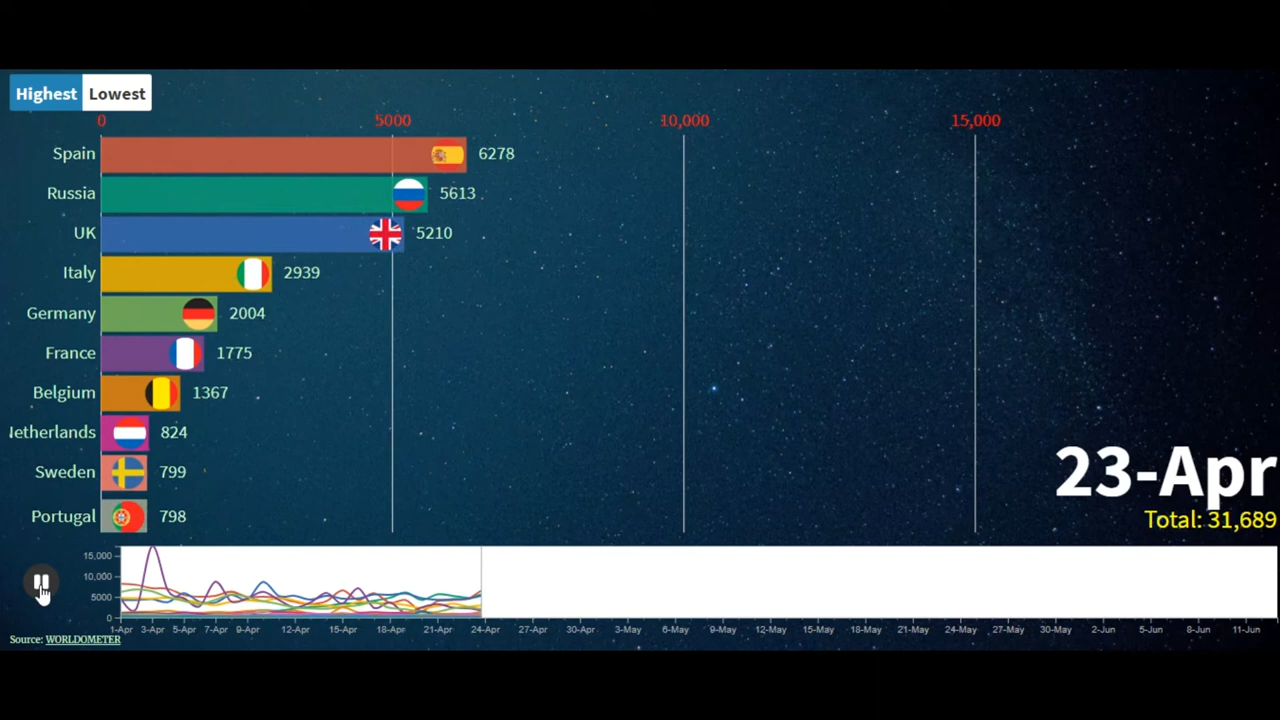 Highest Lowest
0 5000 10,000 15,000
Spain 6278
Russia 5613
UK 5210
Italy 2939
Germany 2004
France 1775
Belgium 1367
letherlands 824
Sweden 799
Portugal 798
23-Apr
Total: 31,689
15,000
10,000
5000
0
1-Apr 3-Apr 5-Apr 7-Apr 9-Apr 12-Apr 15-Apr 18-Apr 21-Apr 24-Apr 27-Apr 30-Apr 3-May 6-May 9-May 12-May 15-May 18-May 21-May 24-May 27-May 30-May 2-Jun 5-Jun 8-Jun 11-Jun
Source: WORLDOMETER